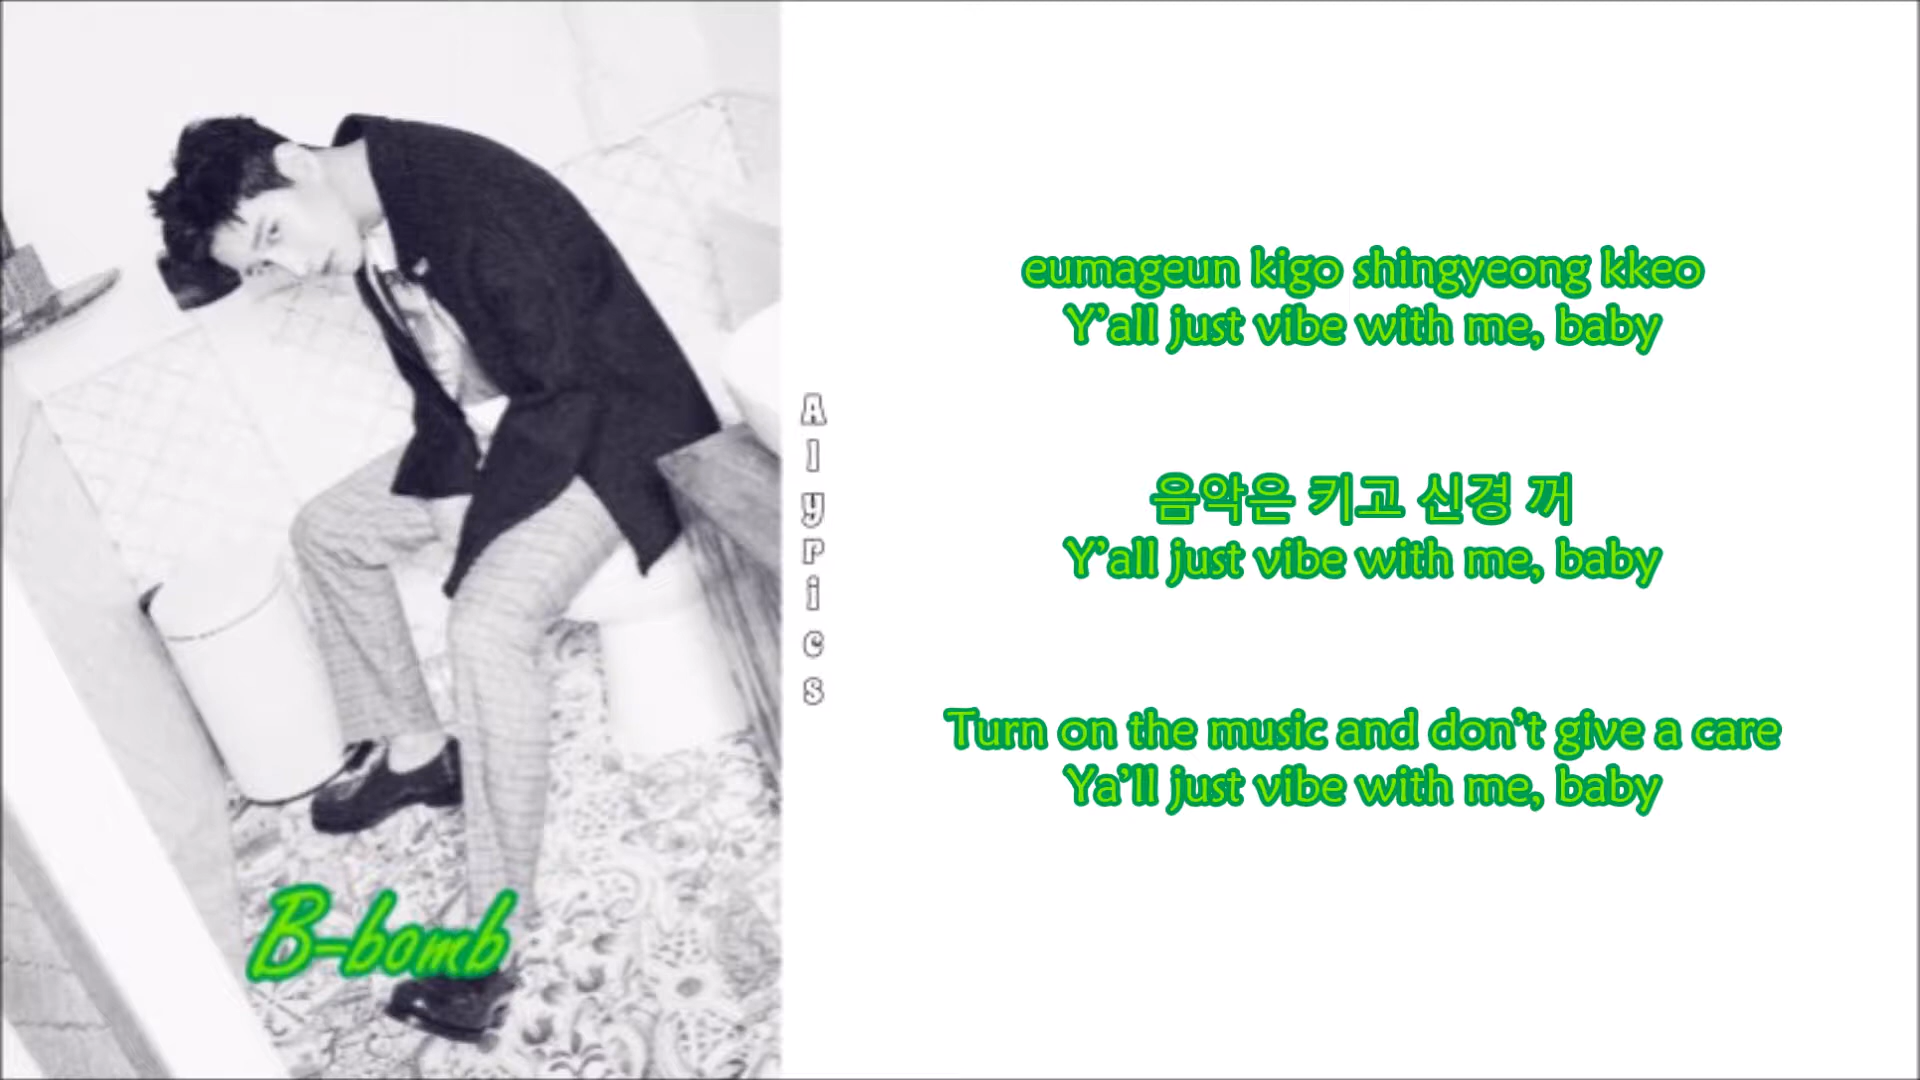 B-bomb
Alyrics
eumageun kigo shingyeong kkeo
Y'all just vibe with me, baby
음악은 키고 신경 꺼
Y'all just vibe with me, baby
Turn on the music and don't give a care
Ya'll just vibe with me, baby